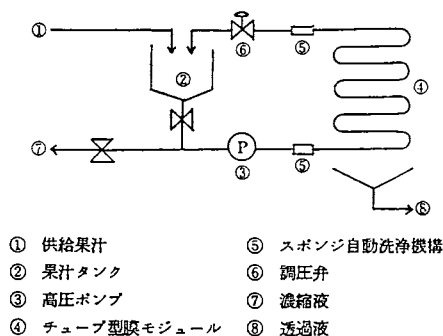 ①
⑥
⑤
②
④
P
⑦
③
⑤
⑧
① 供給果汁
② 果汁タンク
③ 高圧ポンプ
④ チューブ型膜モジュール
⑤ スポンジ自動洗浄機構
⑥ 調圧弁
⑦ 濃縮液
⑧ 透過液